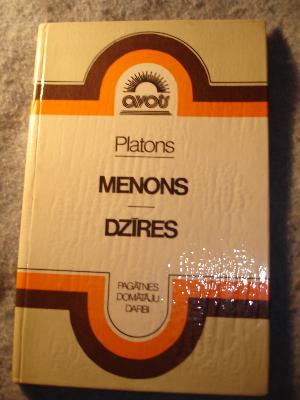 avots
Platons
MENONS
DZĪRES
PAGĀTNES
DOMĀTĀJU
DARBI